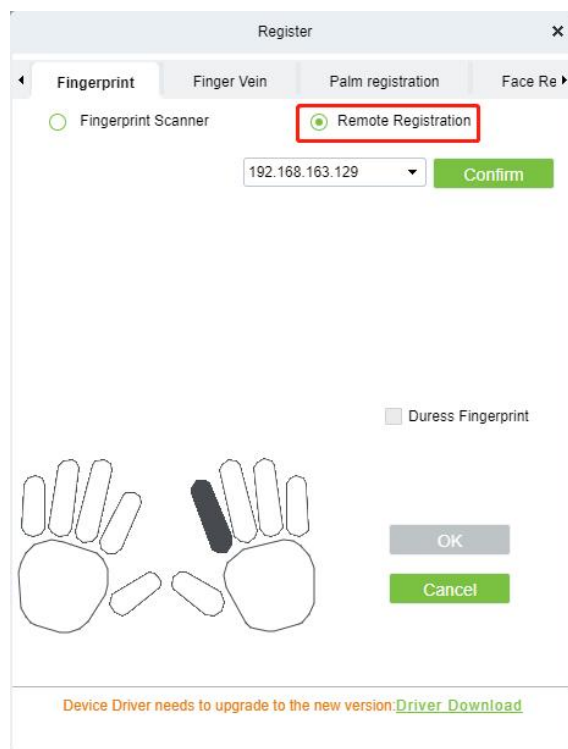 Register
Fingerprint Finger Vein Palm registration Face Re
Fingerprint Scanner Remote Registration
192.168.163.129 Confirm
Duress Fingerprint
OK
Cancel
Device Driver needs to upgrade to the new version:Driver Download